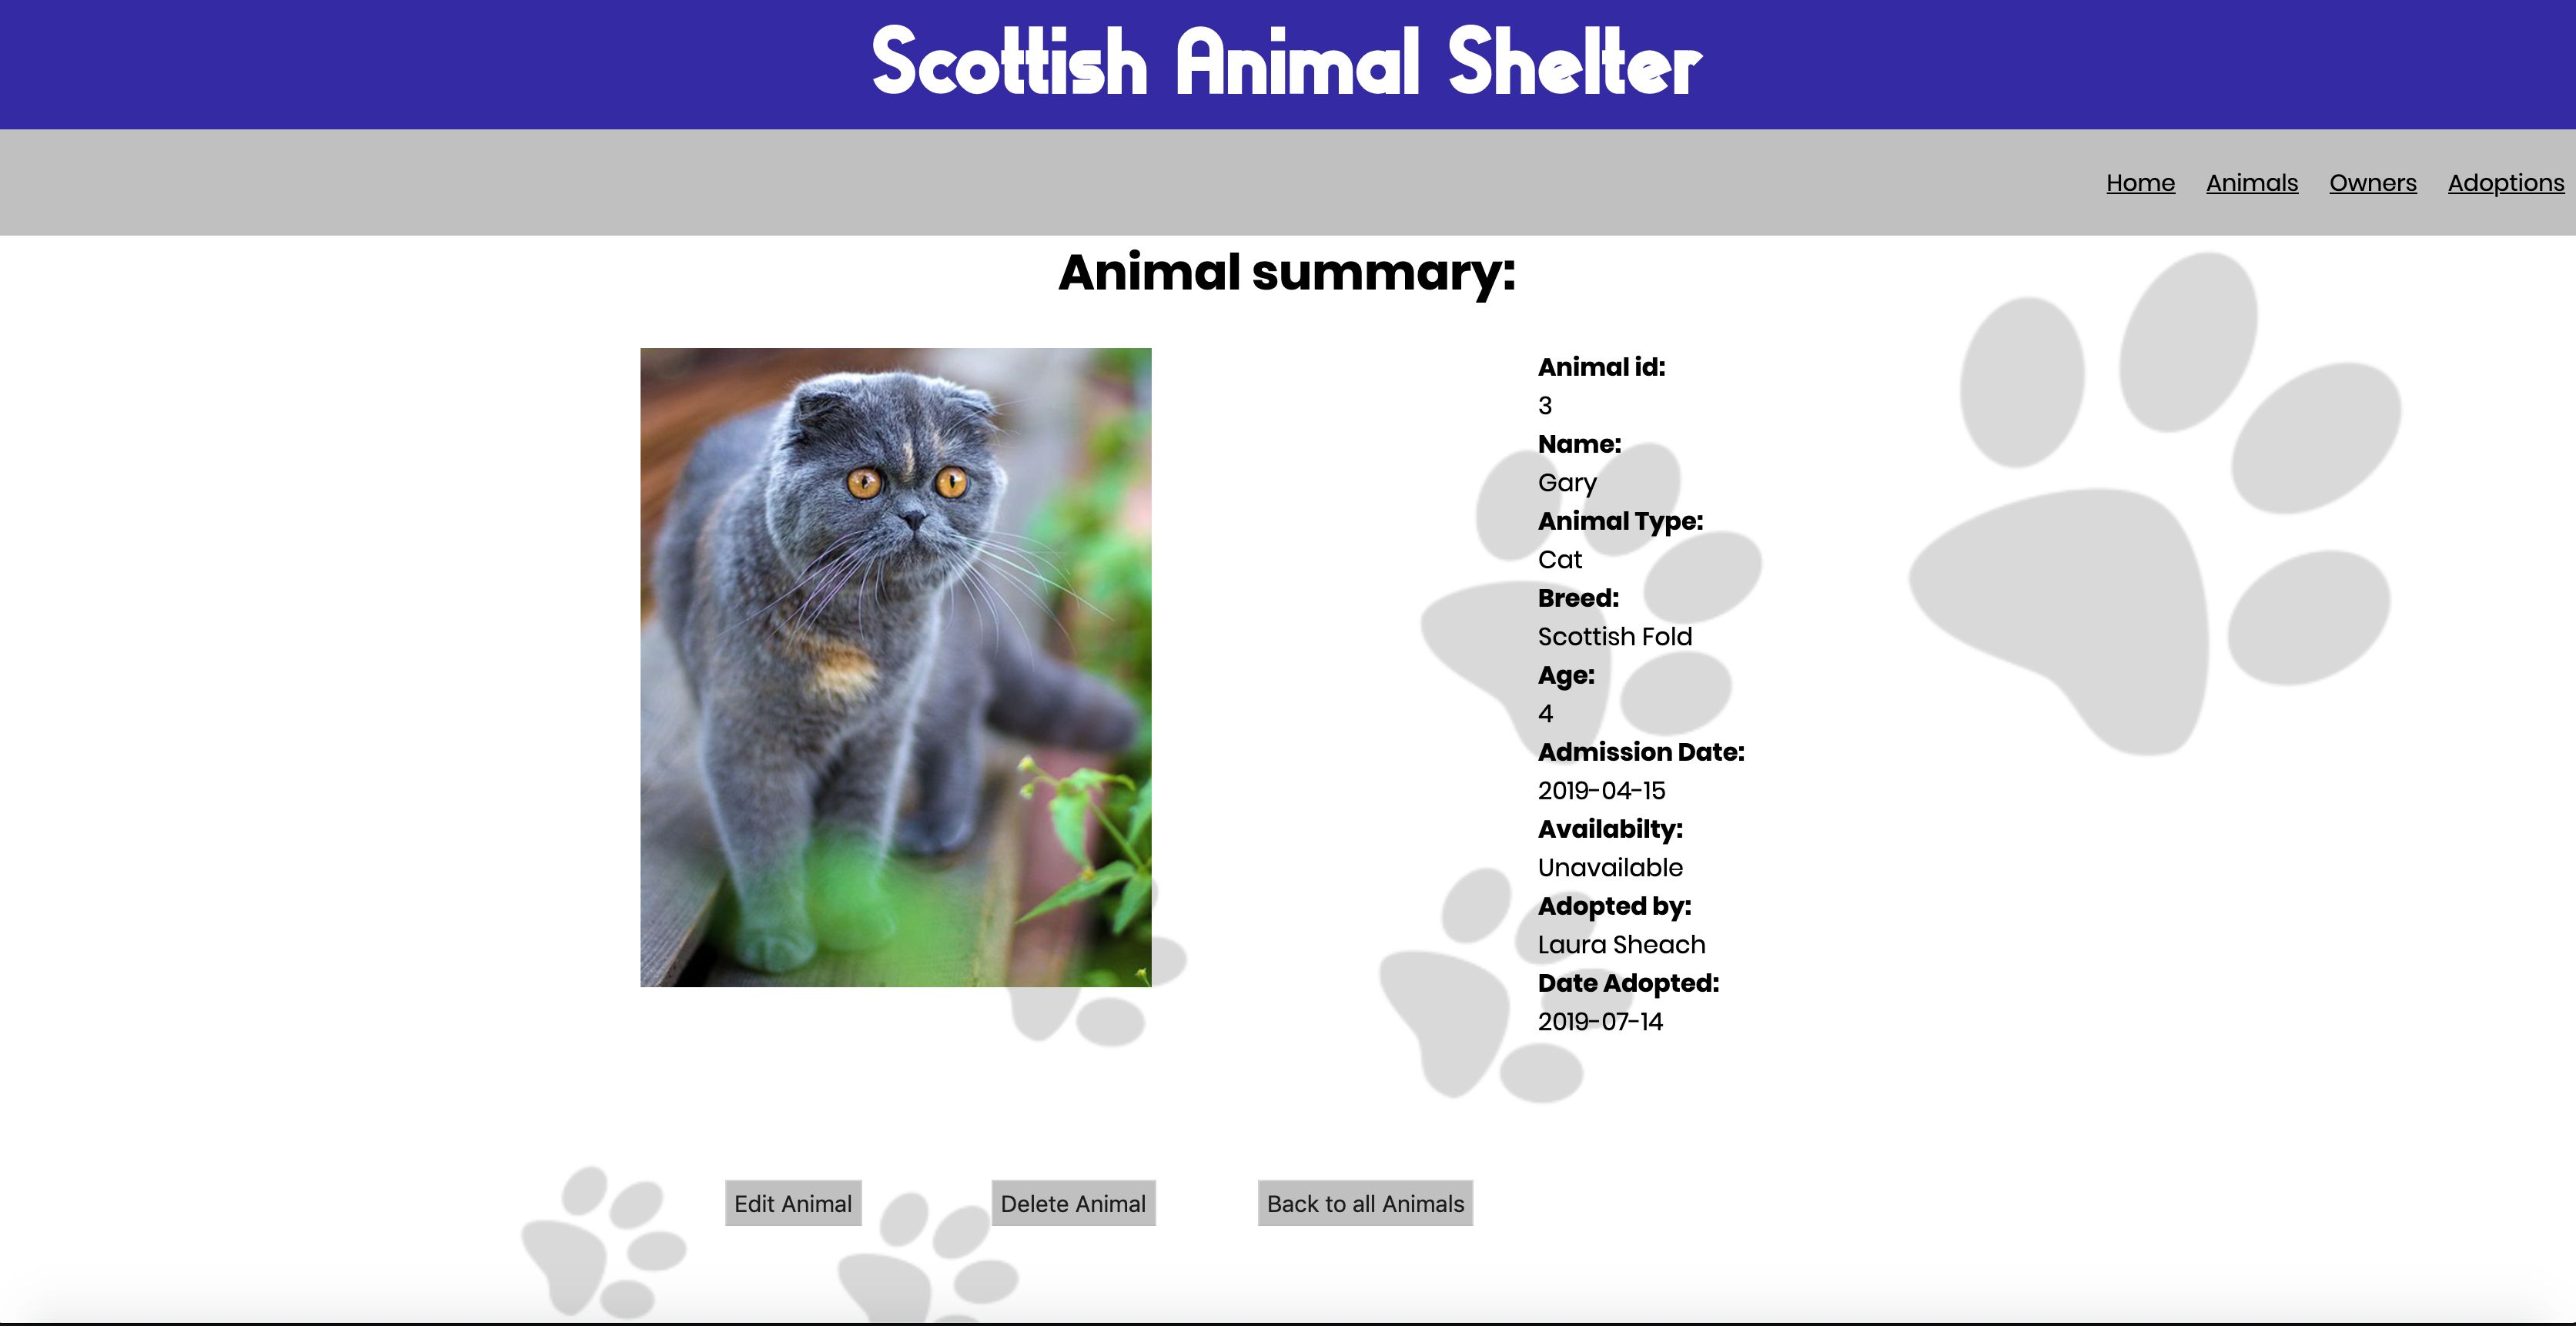 Scottish Animal Shelter
Home Animals Owners Adoptions
Animal summary:
Animal id:
3
Name:
Gary
Animal Type:
Cat
Breed:
Scottish Fold
Age:
4
Admission Date:
2019-04-15
Availabilty:
Unavailable
Adopted by:
Laura Sheach
Date Adopted:
2019-07-14
Edit Animal Delete Animal Back to all Animals